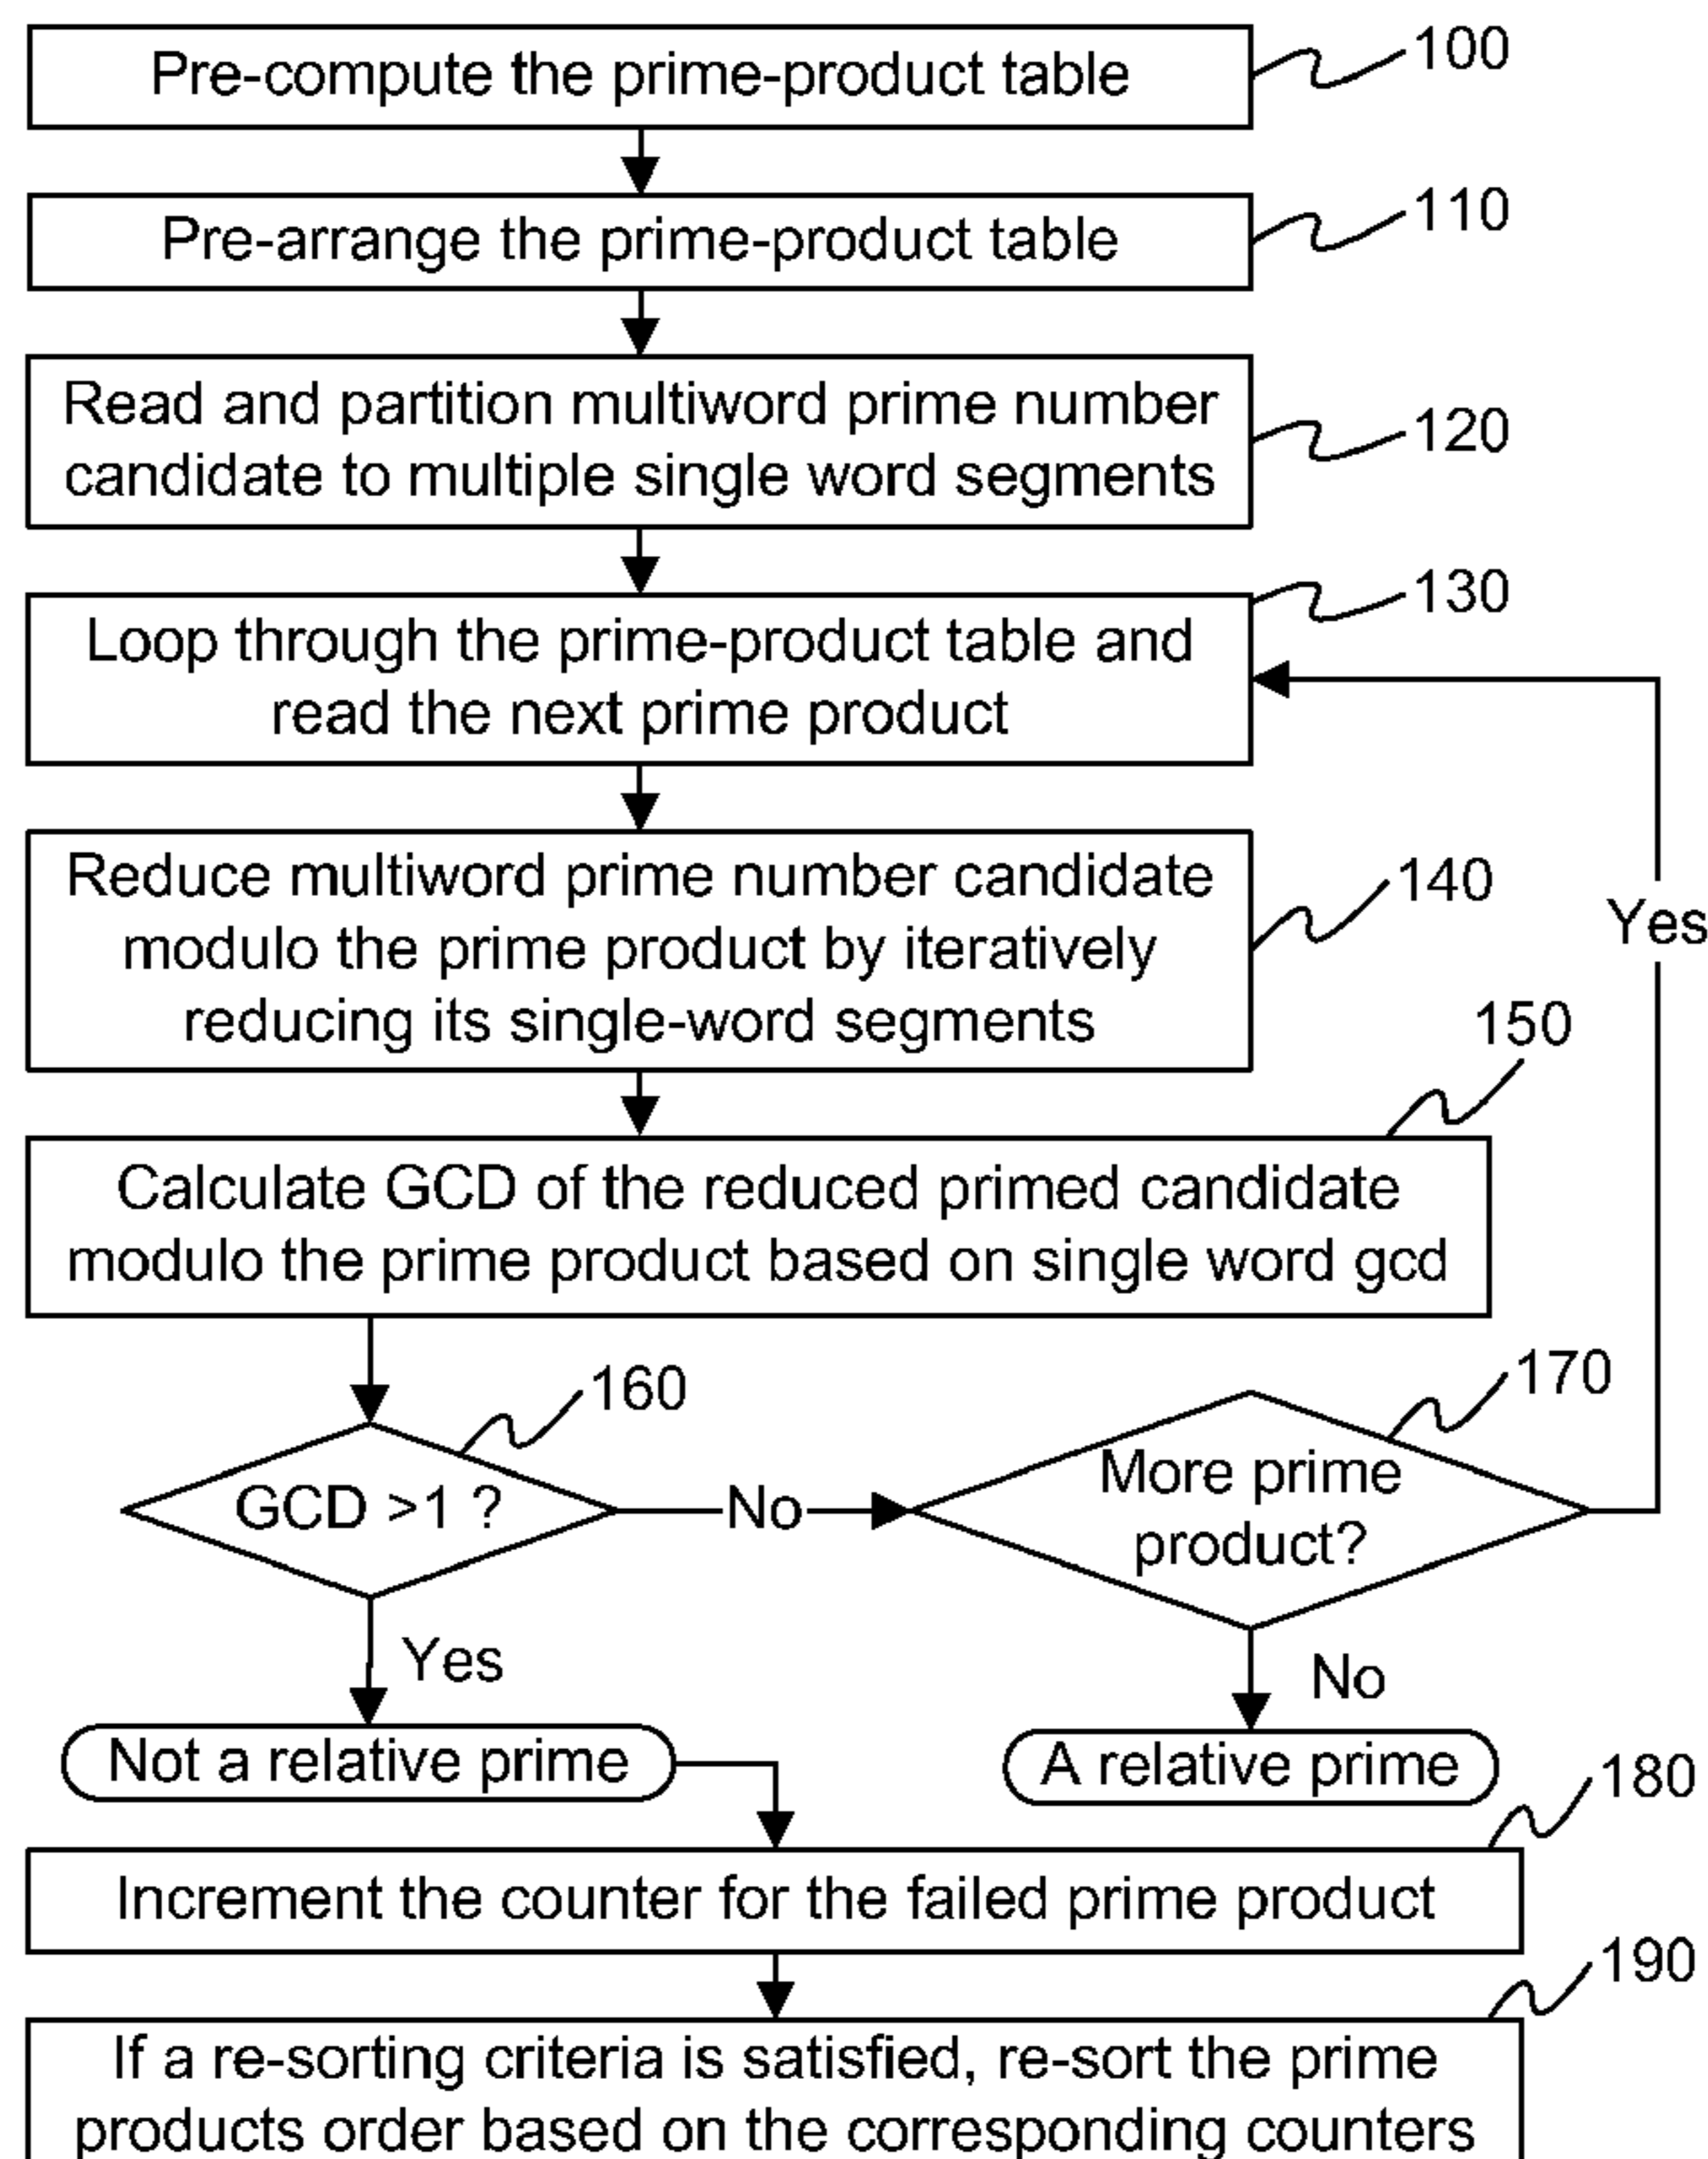 Pre-compute the prime-product table
100
Pre-arrange the prime-product table
110
Read and partition multiword prime number
candidate to multiple single word segments
120
Loop through the prime-product table and
read the next prime product
130
Reduce multiword prime number candidate
modulo the prime product by iteratively
reducing its single-word segments
140
Yes
150
Calculate GCD of the reduced primed candidate
modulo the prime product based on single word gcd
160
170
GCD >1 ?
No
More prime
product?
Yes
No
Not a relative prime
A relative prime
180
Increment the counter for the failed prime product
190
If a re-sorting criteria is satisfied, re-sort the prime
products order based on the corresponding counters